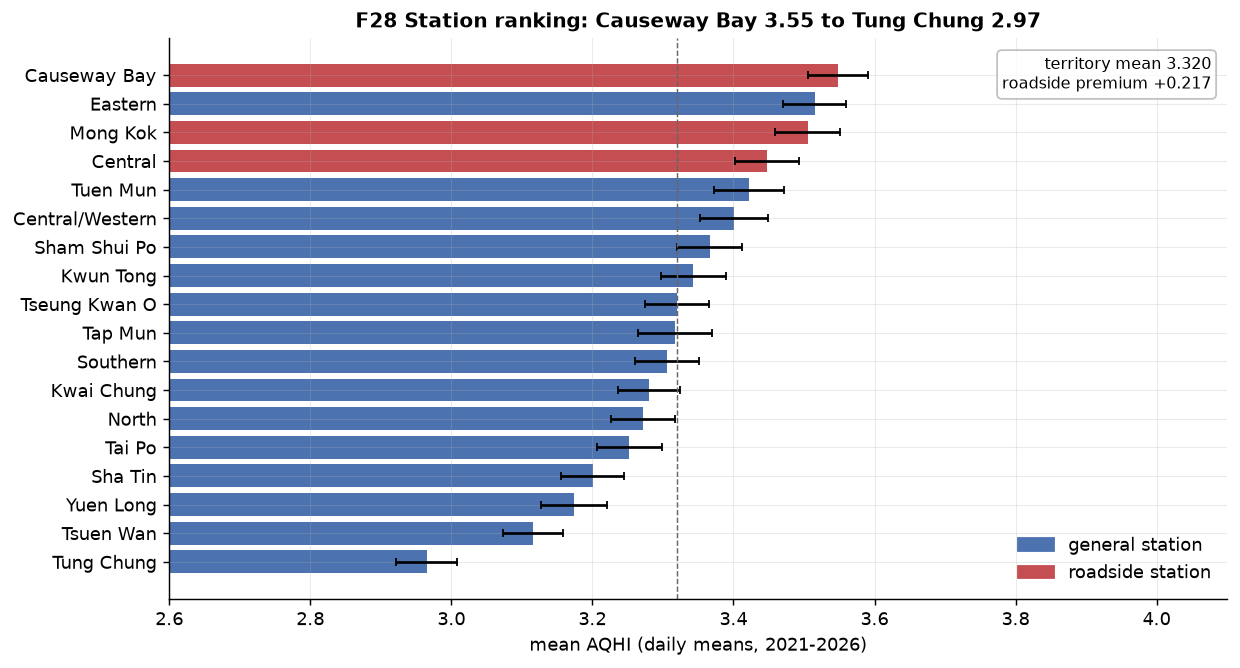 F28 Station ranking: Causeway Bay 3.55 to Tung Chung 2.97
territory mean 3.320
roadside premium +0.217
Causeway Bay
Eastern
Mong Kok
Central
Tuen Mun
Central/Western
Sham Shui Po
Kwun Tong
Tseung Kwan O
Tap Mun
Southern
Kwai Chung
North
Tai Po
Sha Tin
Yuen Long
Tsuen Wan
Tung Chung
general station
roadside station
2.6 2.8 3.0 3.2 3.4 3.6 3.8 4.0
mean AQHI (daily means, 2021-2026)